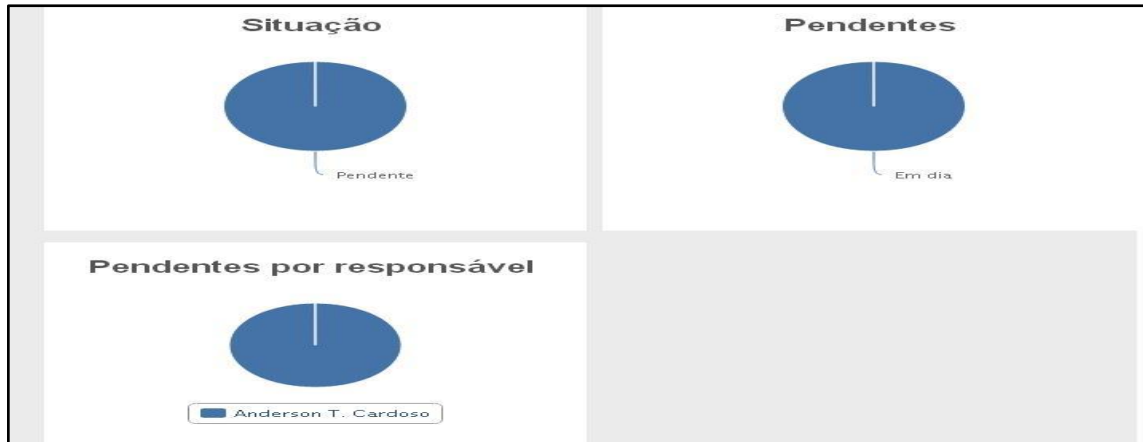 Situação
Pendente
Pendentes
Em dia
Pendentes por responsável
Anderson T. Cardoso